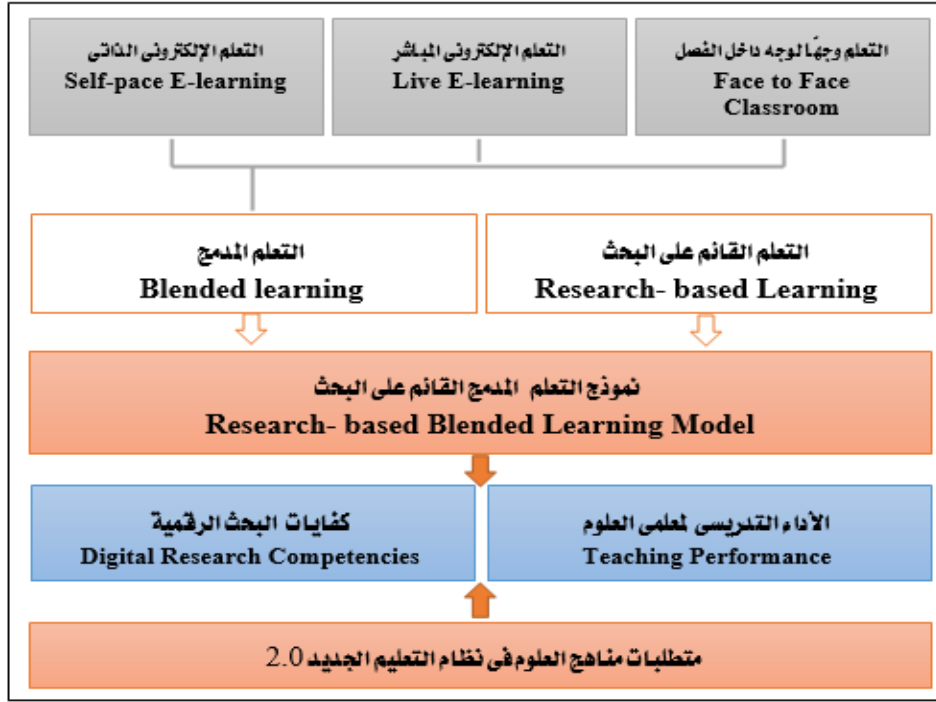 التعلم وجهًا لوجه داخل الفصل
Face to Face
Classroom
التعلم الإلكترونى المباشر
Live E-learning
التعلم الإلكترونى الذاتى
Self-pace E-learning
التعلم القائم على البحث
Research- based Learning
التعلم المدمج
Blended learning
نموذج التعلم المدمج القائم على البحث
Research- based Blended Learning Model
الأداء التدريسى لمعلمى العلوم
Teaching Performance
كفايات البحث الرقمية
Digital Research Competencies
متطلبات مناهج العلوم فى نظام التعليم الجديد 2.0